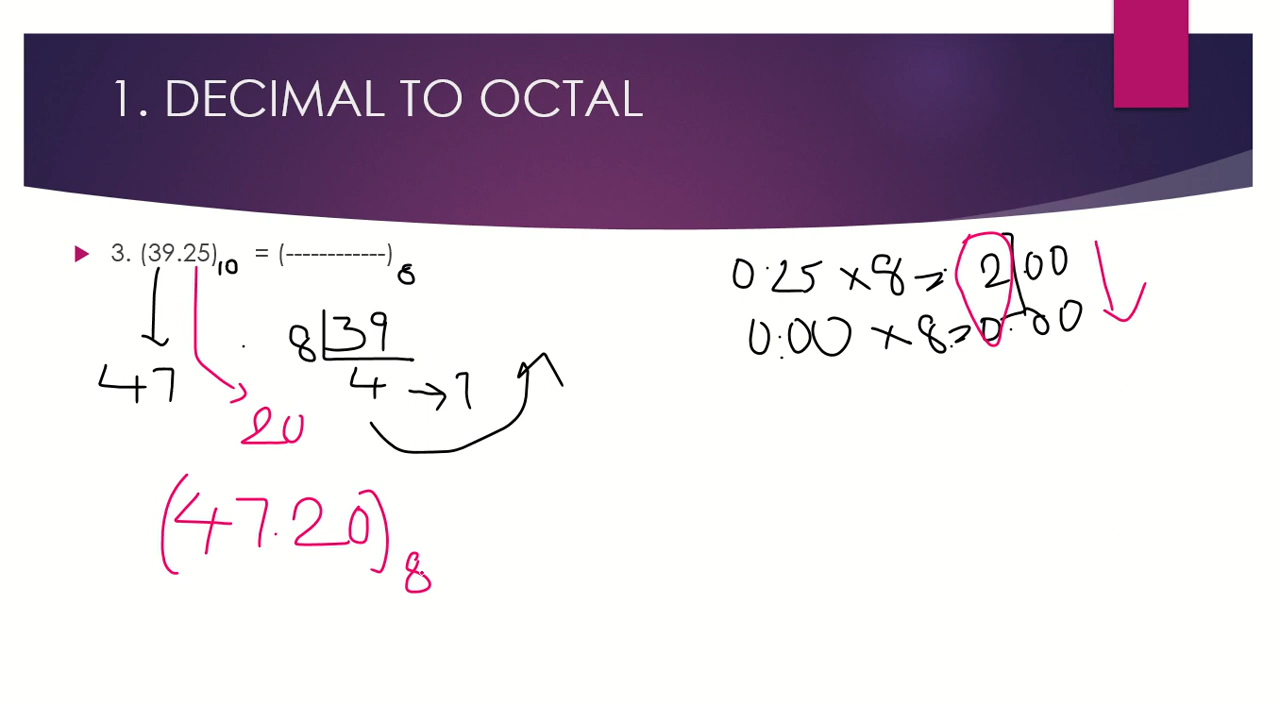 1. DECIMAL TO OCTAL
3. (39.25)10 = (------------)8
0.25 × 8 = 2.00
0.00 × 8 = 0.00
8 39
4 → 7
47
20
(47.20)8